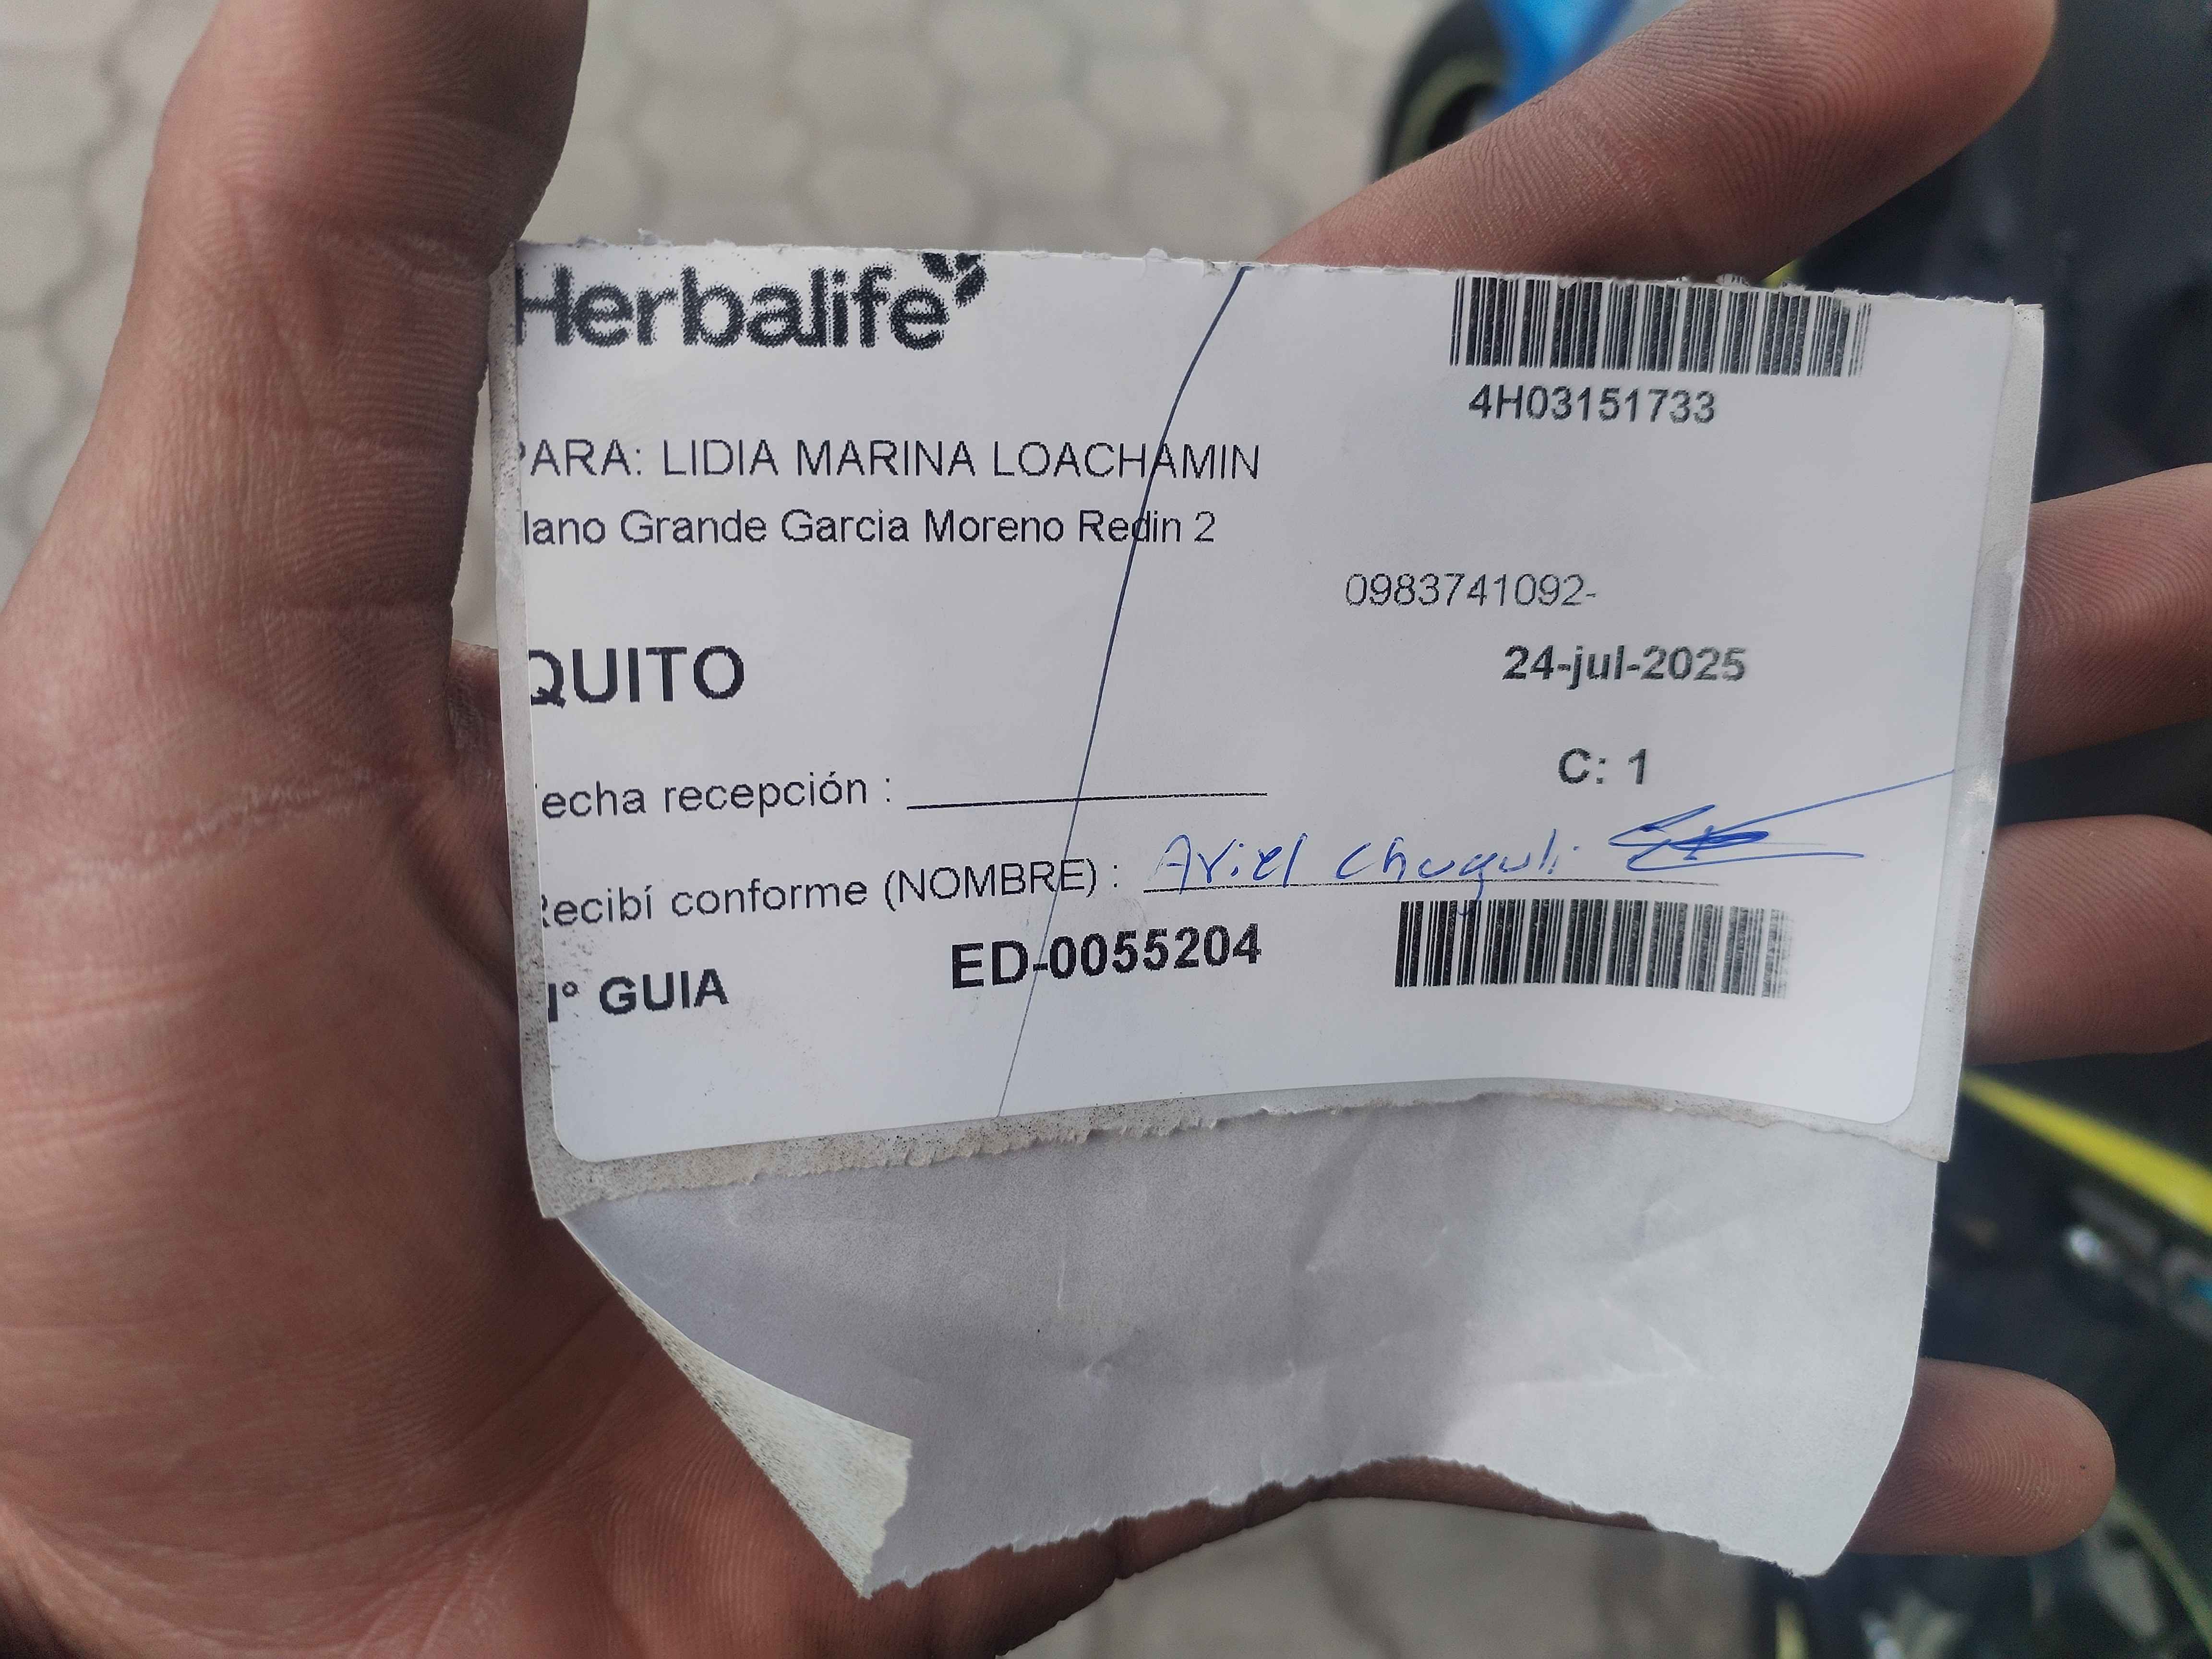 Herbalife
4H03151733
PARA: LIDIA MARINA LOACHAMIN
lano Grande Garcia Moreno Redin 2
0983741092-
QUITO
24-jul-2025
echa recepción :
C: 1
Recibí conforme (NOMBRE) : Ariel Chuquli
N° GUIA
ED-0055204